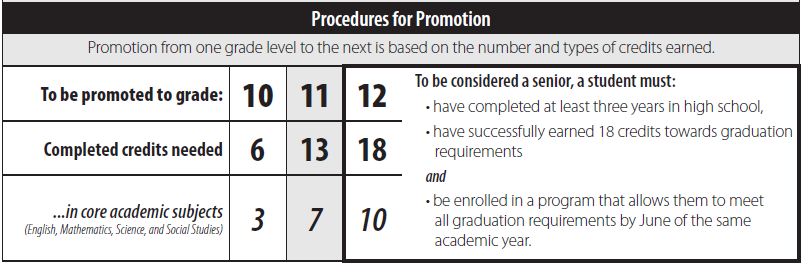 Procedures for Promotion
Promotion from one grade level to the next is based on the number and types of credits earned.
To be promoted to grade: 10 11 12
Completed credits needed 6 13 18
...in core academic subjects 3 7 10
(English, Mathematics, Science, and Social Studies)
To be considered a senior, a student must:
• have completed at least three years in high school,
• have successfully earned 18 credits towards graduation
requirements
and
• be enrolled in a program that allows them to meet
all graduation requirements by June of the same
academic year.